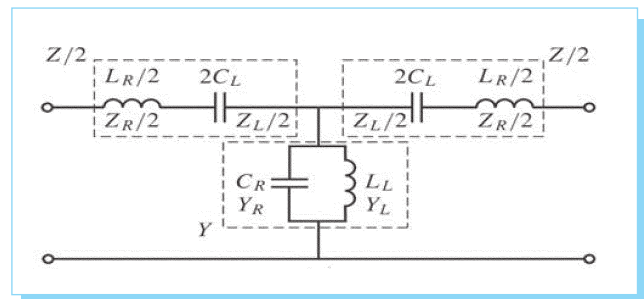 Z/2 Z/2
L_R/2 2C_L 2C_L L_R/2
Z_R/2 Z_L/2 Z_L/2 Z_R/2
C_R L_L
Y_R Y_L
Y